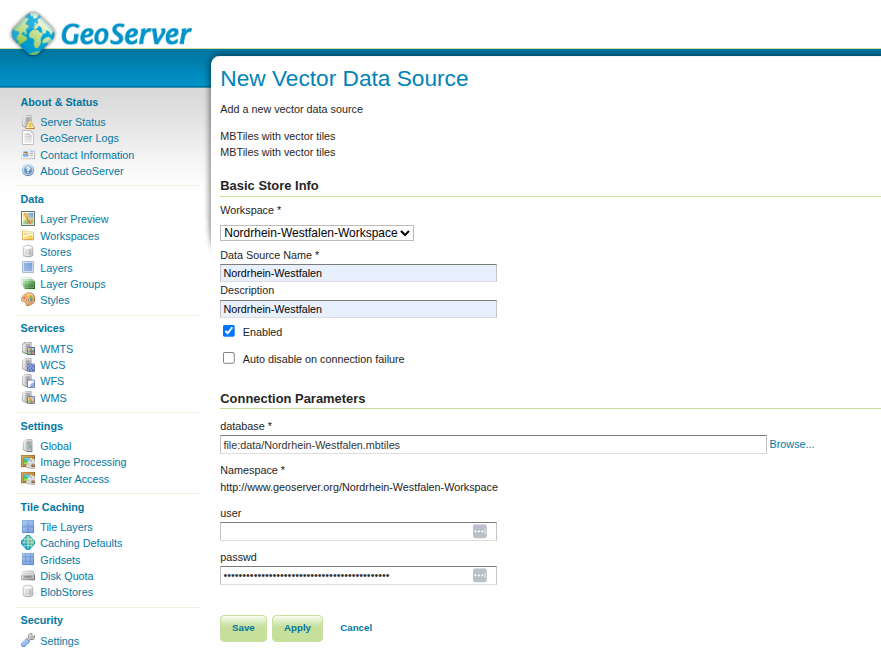 GeoServer
New Vector Data Source
Add a new vector data source
MBTiles with vector tiles
MBTiles with vector tiles
About & Status
Server Status
GeoServer Logs
Contact Information
About GeoServer
Data
Layer Preview
Workspaces
Stores
Layers
Layer Groups
Styles
Services
WMTS
WCS
WFS
WMS
Settings
Global
Image Processing
Raster Access
Tile Caching
Tile Layers
Caching Defaults
Gridsets
Disk Quota
BlobStores
Security
Settings
Basic Store Info
Workspace *
Nordrhein-Westfalen-Workspace
Data Source Name *
Nordrhein-Westfalen
Description
Nordrhein-Westfalen
Enabled
Auto disable on connection failure
Connection Parameters
database *
file:data/Nordrhein-Westfalen.mbtiles Browse...
Namespace *
http://www.geoserver.org/Nordrhein-Westfalen-Workspace
user
passwd
Save Apply Cancel